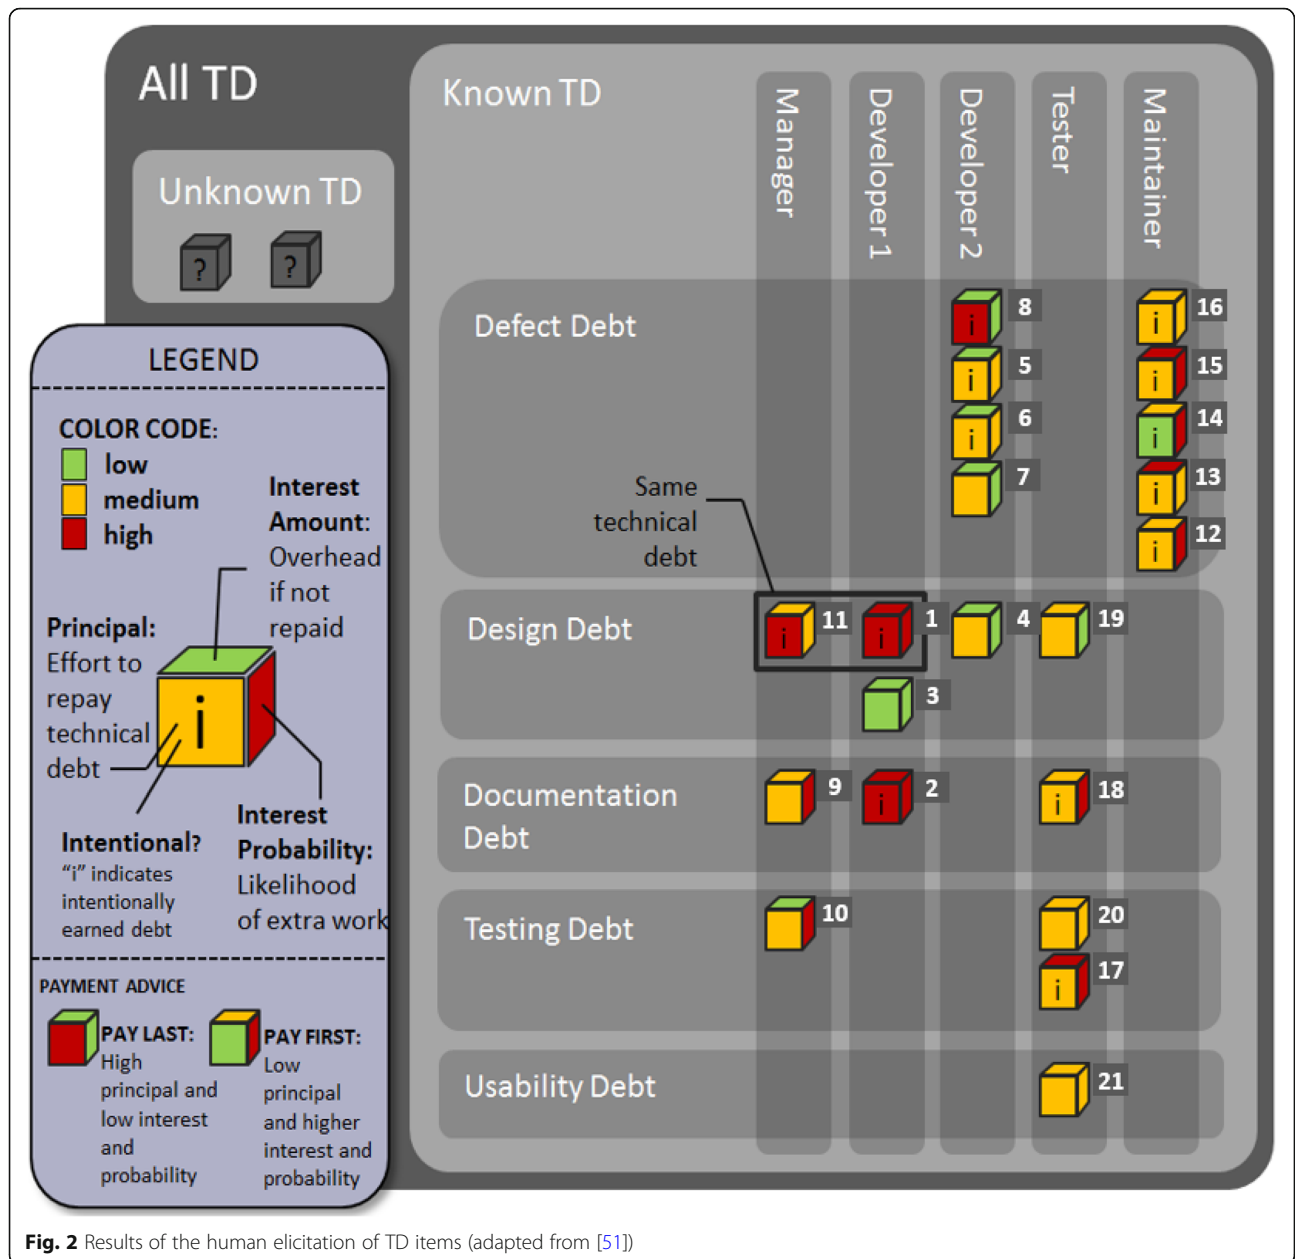 All TD
Unknown TD
?
?
Known TD
Manager
Developer 1
Developer 2
Tester
Maintainer
Defect Debt
i 8
i 5
i 6
7
i 16
i 15
i 14
i 13
i 12
Same
technical
debt
Design Debt
i 11
i 1
4
19
3
Documentation
Debt
9
i 2
i 18
Testing Debt
10
20
i 17
Usability Debt
21
LEGEND
COLOR CODE:
low
medium
high
Interest
Amount:
Overhead
if not
repaid
Principal:
Effort to
repay
technical
debt
i
Intentional?
“i” indicates
intentionally
earned debt
Interest
Probability:
Likelihood
of extra work
PAYMENT ADVICE
PAY LAST:
High
principal and
low interest
and
probability
PAY FIRST:
Low
principal
and higher
interest and
probability
Fig. 2 Results of the human elicitation of TD items (adapted from [51])